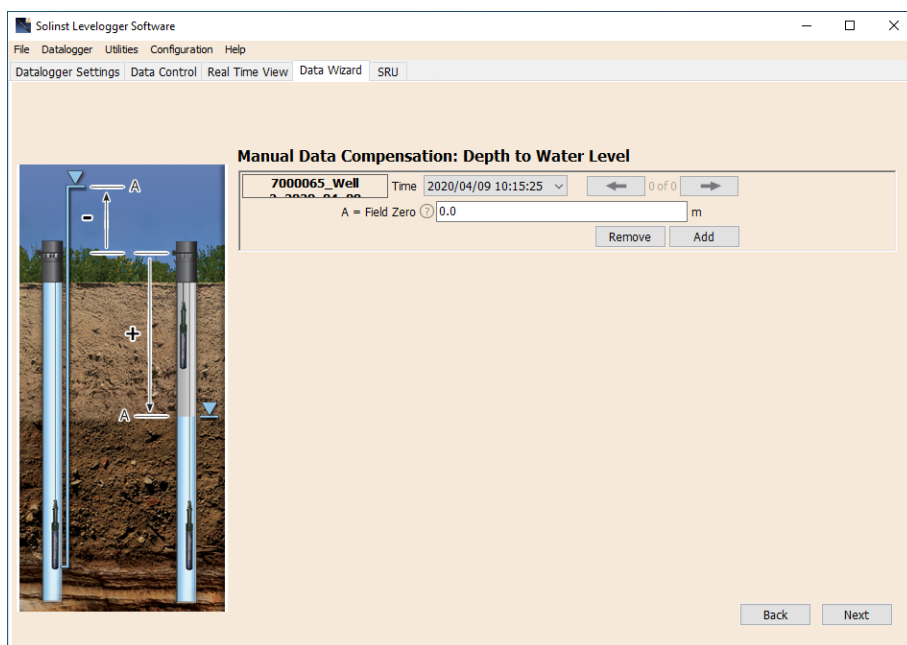 Solinst Levelogger Software
File Datalogger Utilities Configuration Help
Datalogger Settings Data Control Real Time View Data Wizard SRU
Manual Data Compensation: Depth to Water Level
7000065_Well Time 2020/04/09 10:15:25 0 of 0
A = Field Zero ? 0.0 m
Remove Add
A
-
+
A
Back Next